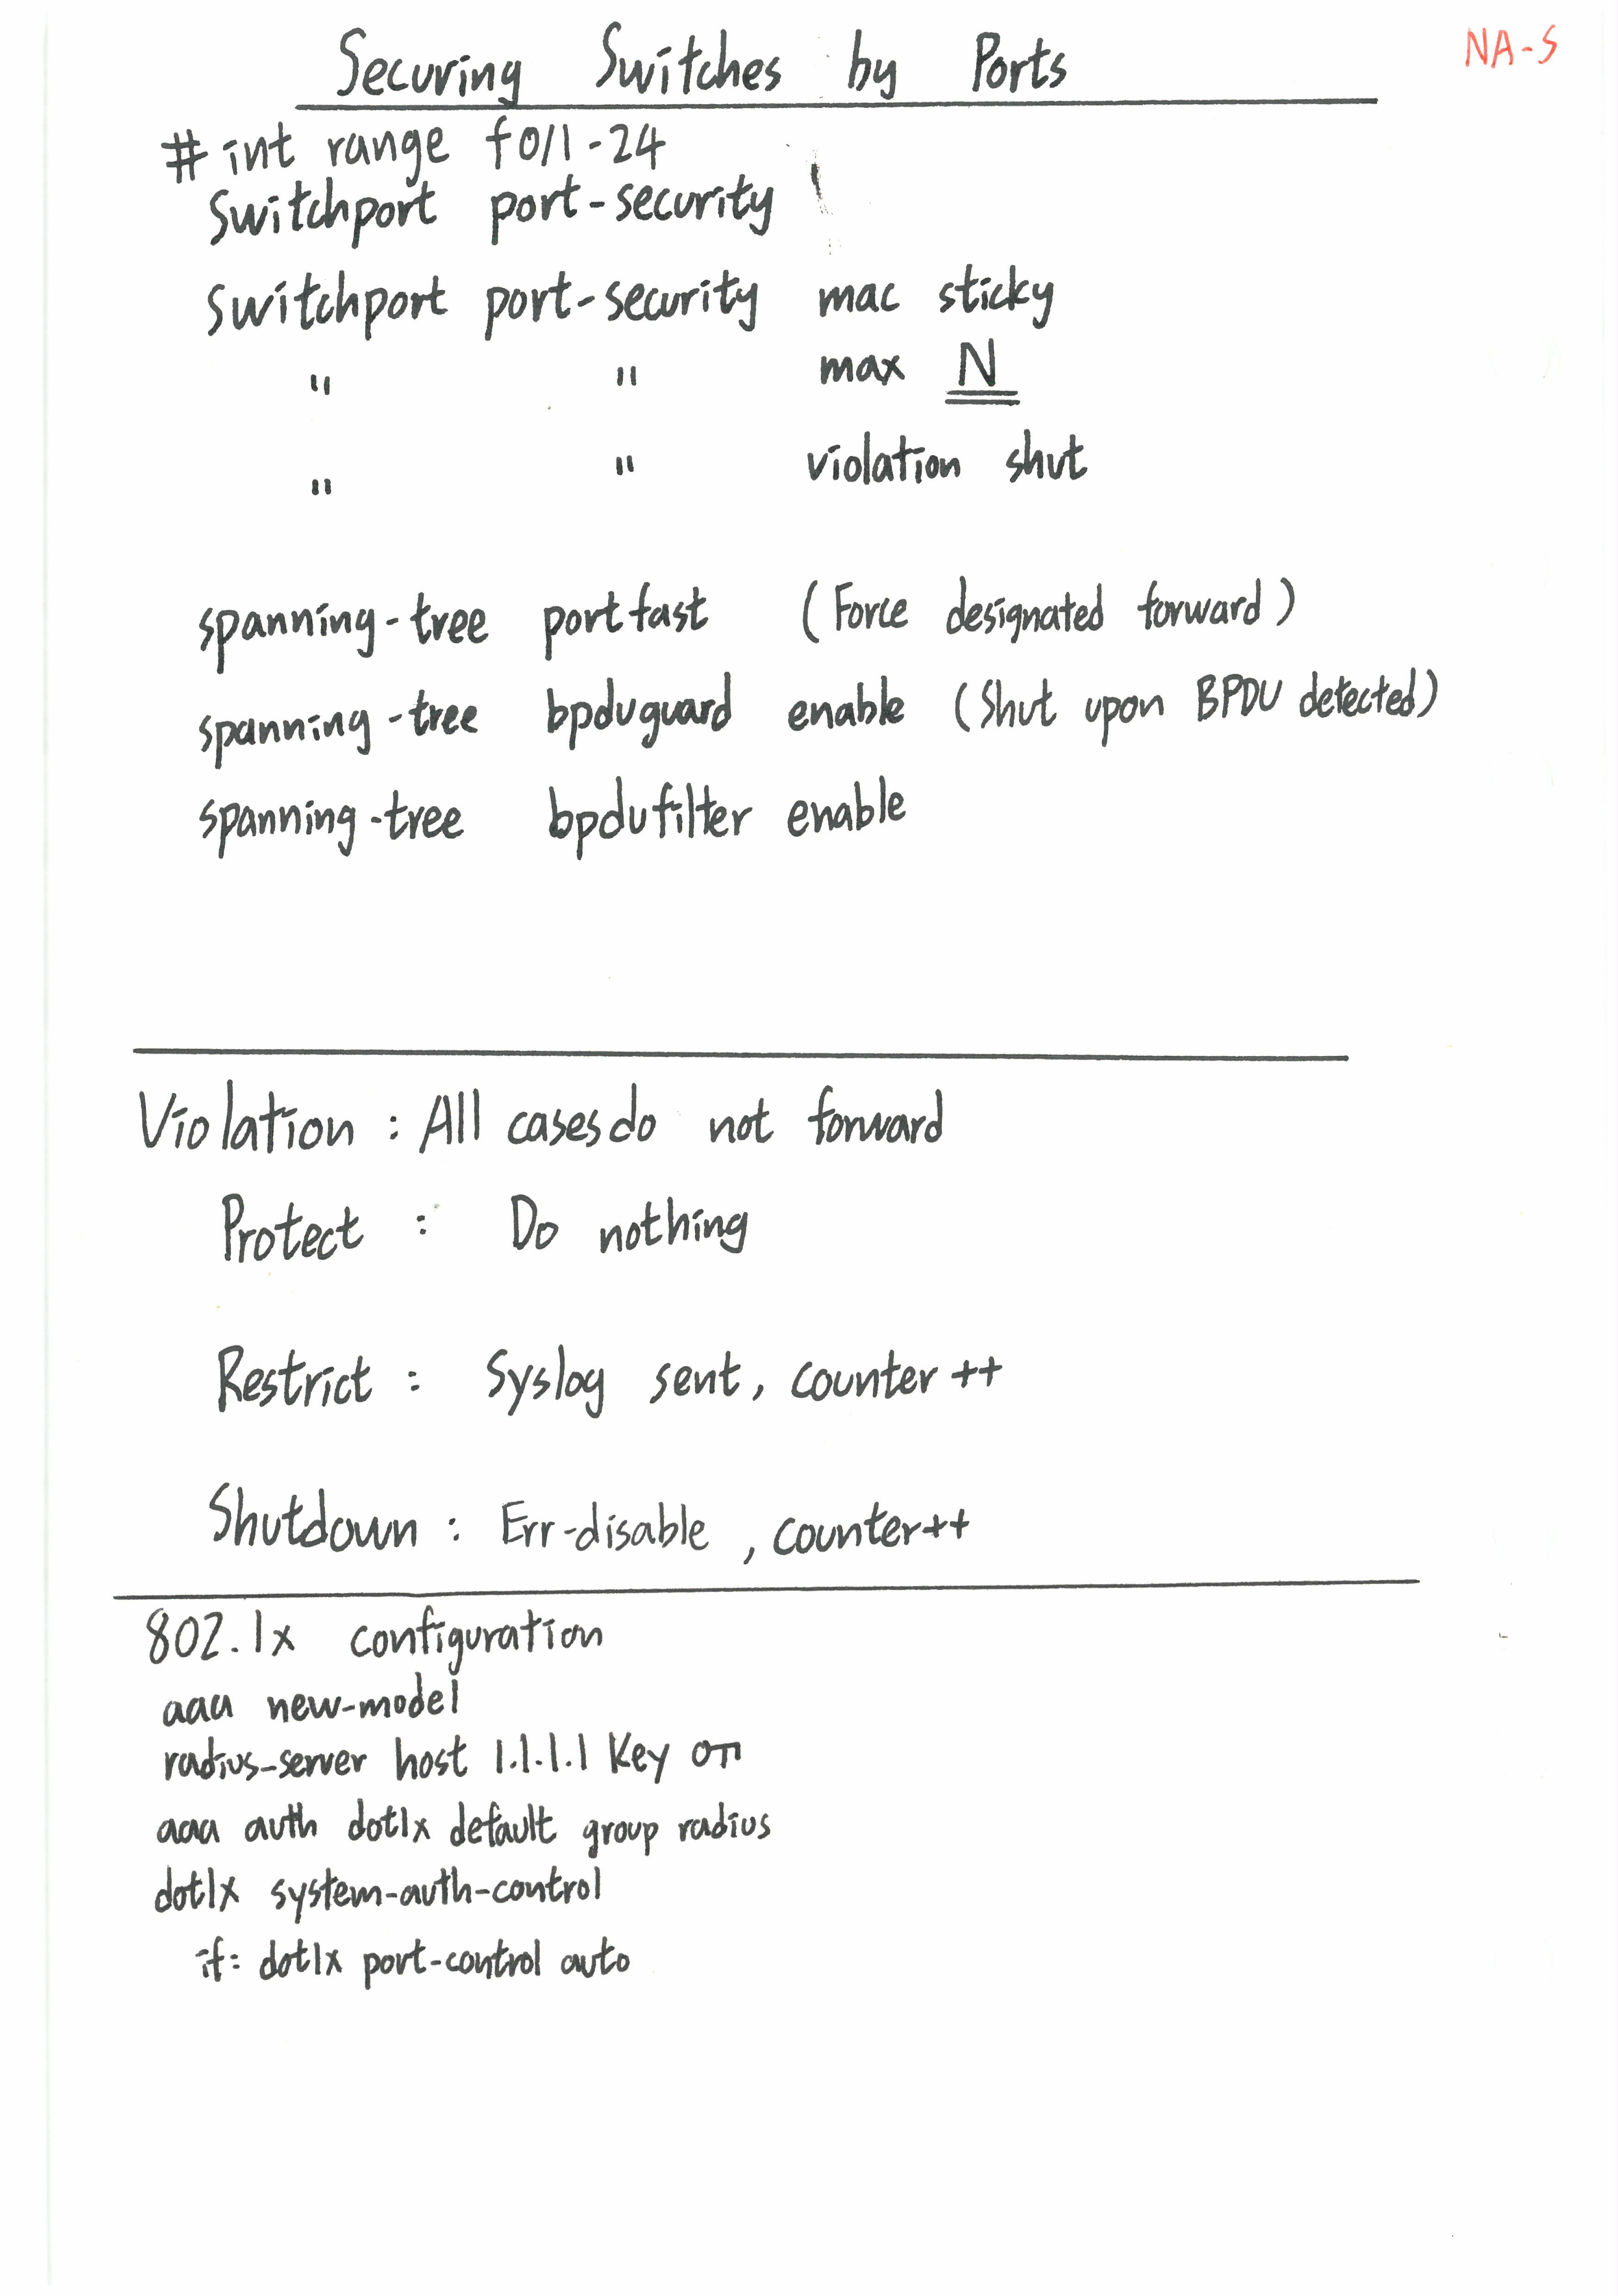 Securing Switches by Ports
NA-S
# int range f0/1-24
Switchport port-security
Switchport port-security mac sticky
" " max N
" " violation shut
spanning-tree portfast (Force designated forward)
spanning-tree bpduguard enable (Shut upon BPDU detected)
spanning-tree bpdufilter enable
Violation : All cases do not forward
Protect : Do nothing
Restrict : Syslog sent, counter ++
Shutdown : Err-disable , counter++
802.1x configuration
aaa new-model
radius-server host 1.1.1.1 Key
aaa auth dot1x default group radius
dot1x system-auth-control
if: dot1x port-control auto